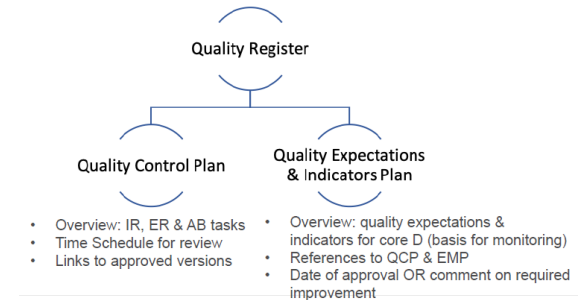 Quality Register
Quality Control Plan
• Overview: IR, ER & AB tasks
• Time Schedule for review
• Links to approved versions
Quality Expectations
& Indicators Plan
• Overview: quality expectations &
indicators for core D (basis for monitoring)
• References to QCP & EMP
• Date of approval OR comment on required
improvement